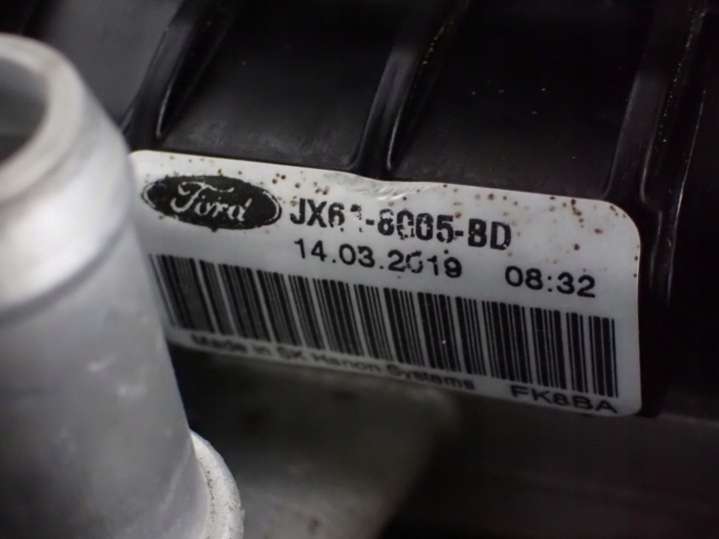 Ford
JX61-8005-BD
14.03.2019 08:32
Made in SK Hanon Systems
FK8BA